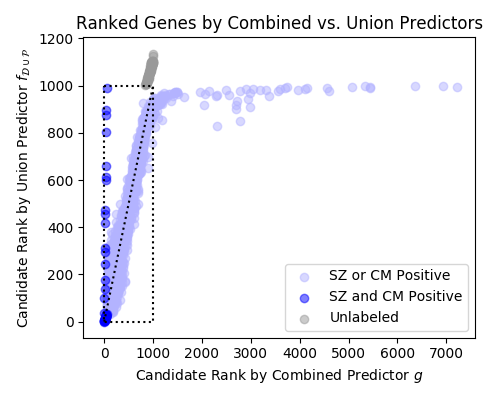 Ranked Genes by Combined vs. Union Predictors
1200
1000
800
600
400
200
0
Candidate Rank by Union Predictor f_{𝒟∪𝒫}
SZ or CM Positive
SZ and CM Positive
Unlabeled
0 1000 2000 3000 4000 5000 6000 7000
Candidate Rank by Combined Predictor g